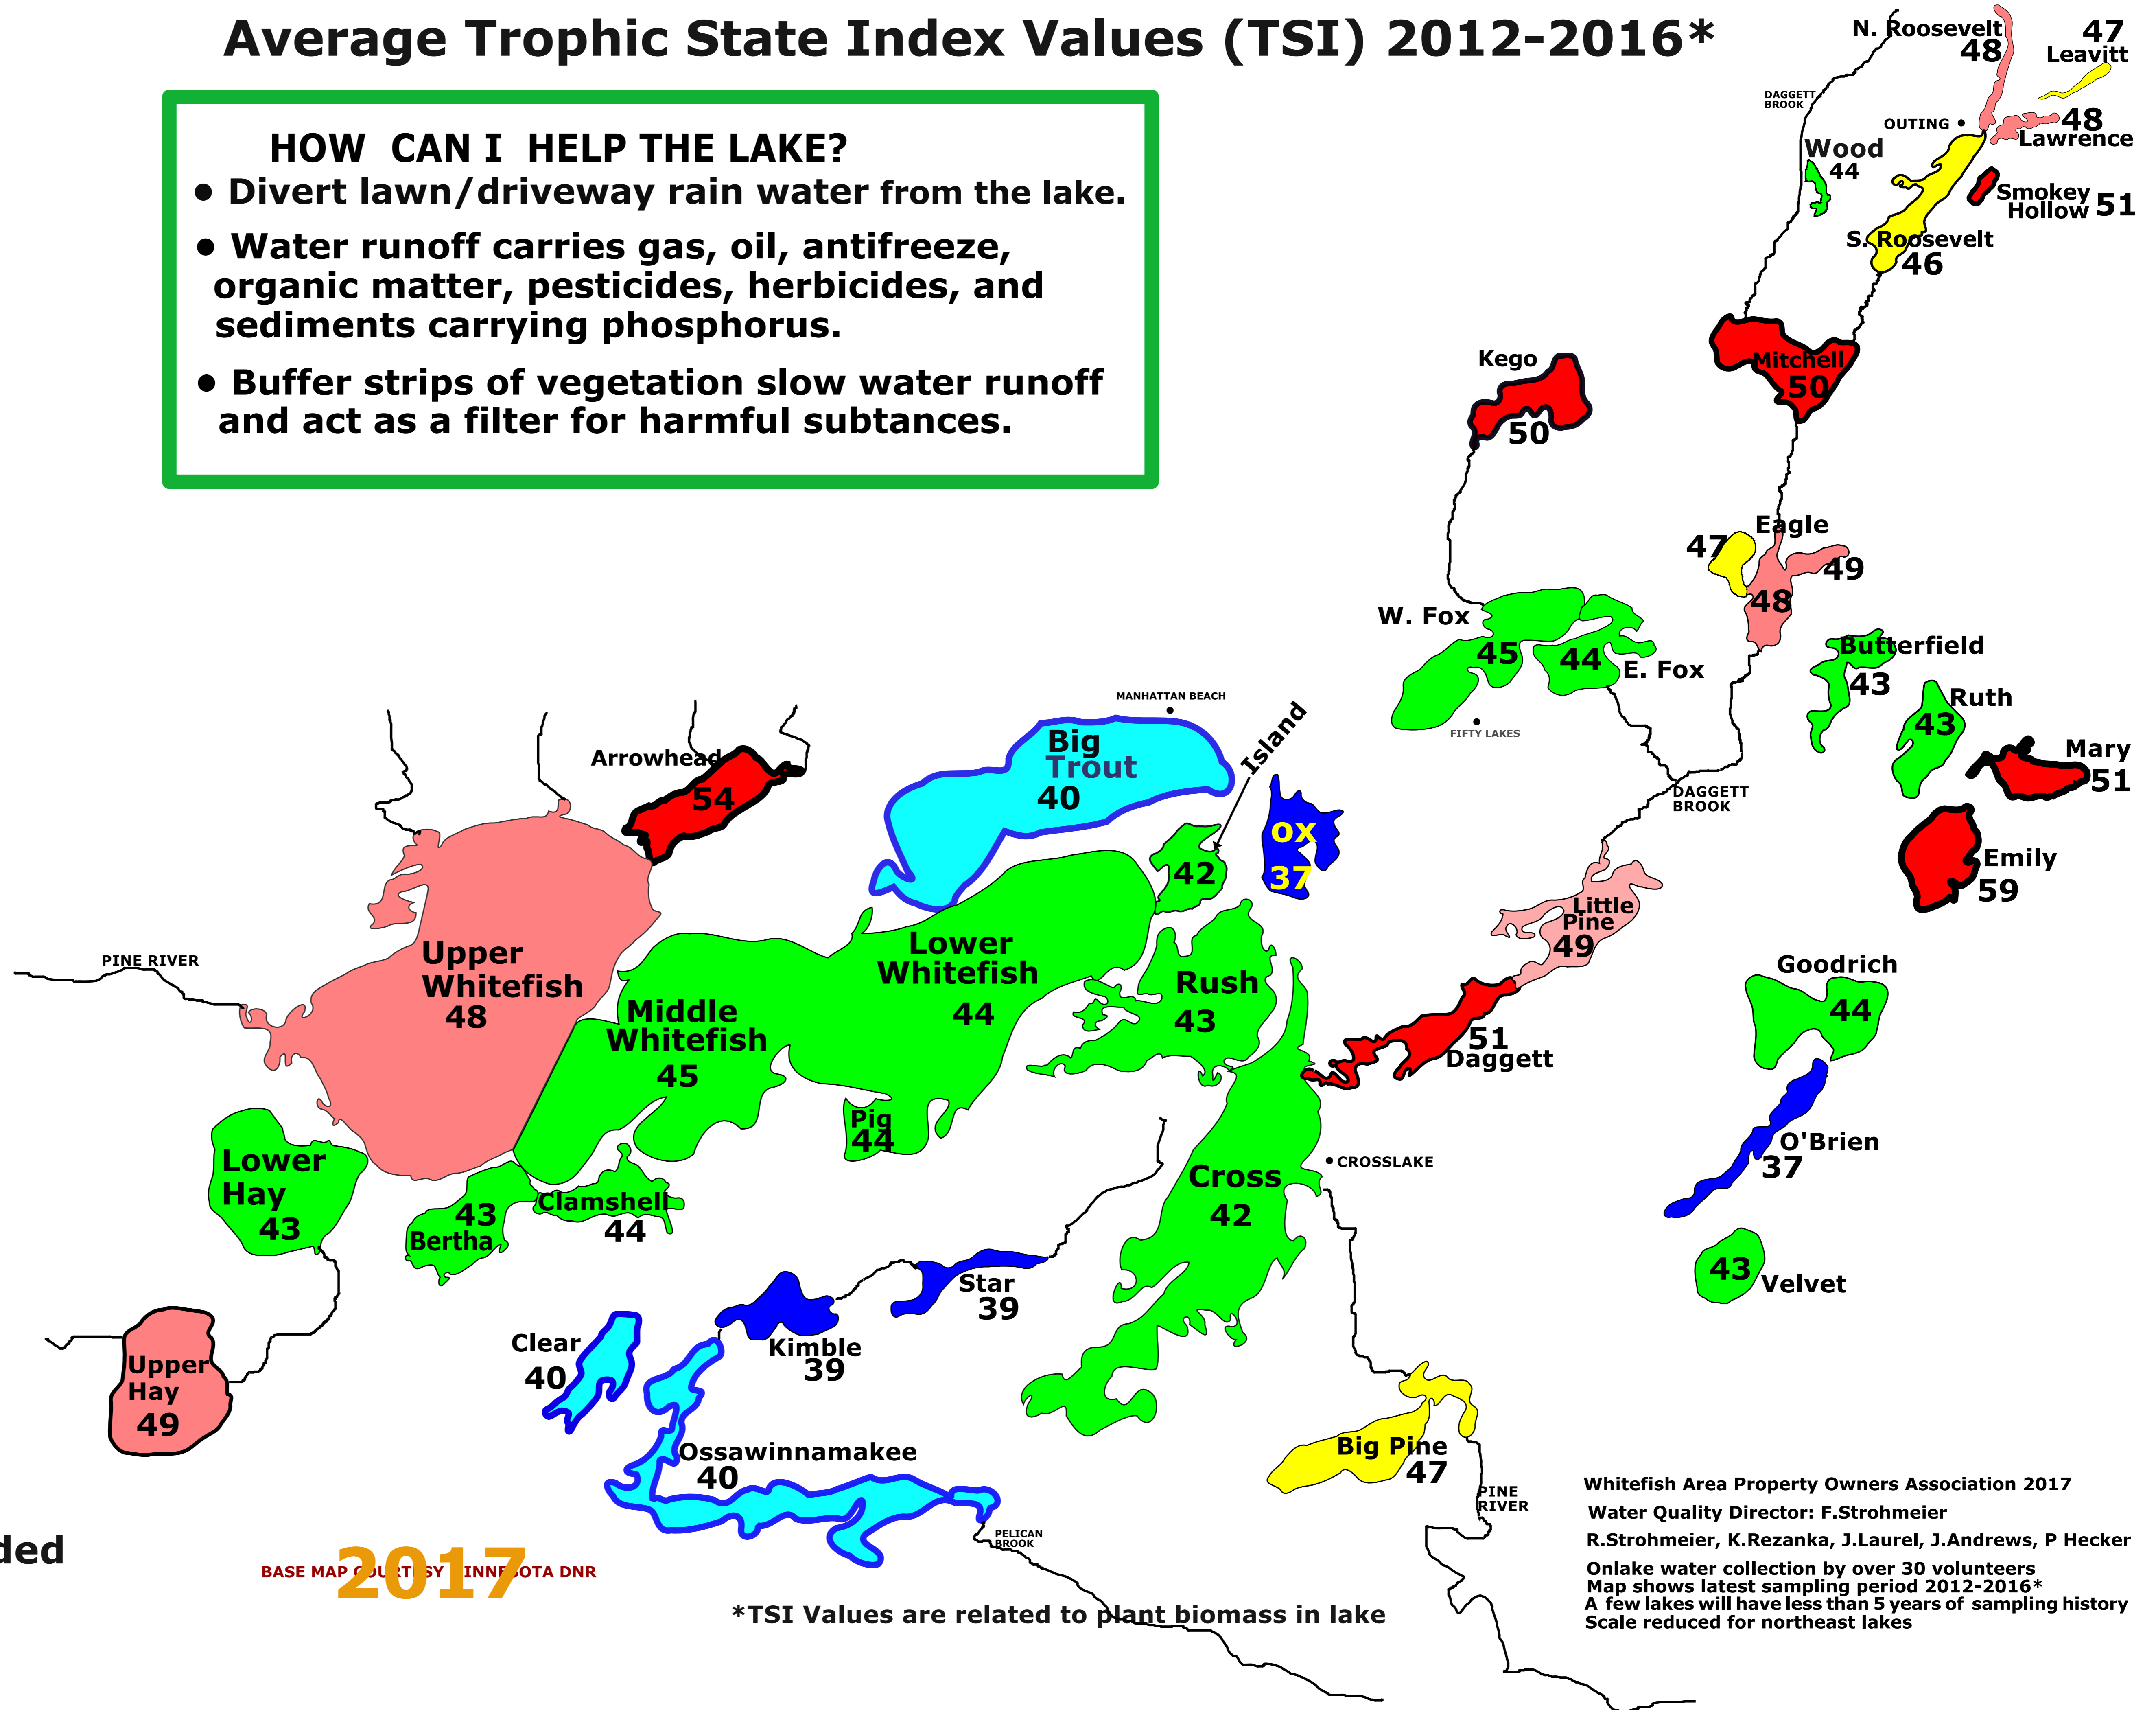 Average Trophic State Index Values (TSI) 2012-2016*
HOW CAN I HELP THE LAKE?
● Divert lawn/driveway rain water from the lake.
● Water runoff carries gas, oil, antifreeze,
organic matter, pesticides, herbicides, and
sediments carrying phosphorus.
● Buffer strips of vegetation slow water runoff
and act as a filter for harmful subtances.
N. Roosevelt
48
47
Leavitt
DAGGETT
BROOK
OUTING
48
Lawrence
Wood
44
Smokey
Hollow 51
S. Roosevelt
46
Mitchell
50
Kego
50
Eagle
47
49
48
W. Fox
45
44
E. Fox
FIFTY LAKES
Butterfield
43
Ruth
43
Mary
51
Emily
59
DAGGETT
BROOK
MANHATTAN BEACH
Island
42
Big
Trout
40
ox
37
Arrowhead
54
Little
Pine
49
PINE RIVER
Upper
Whitefish
48
Middle
Whitefish
45
Lower
Whitefish
44
Rush
43
51
Daggett
Goodrich
44
O'Brien
37
Pig
44
Lower
Hay
43
43
Bertha
Clamshell
44
Cross
42
CROSSLAKE
43
Velvet
Star
39
Kimble
39
Clear
40
Upper
Hay
49
Ossawinnamakee
40
Big Pine
47
PINE
RIVER
PELICAN
BROOK
ded
BASE MAP COURTESY MINNESOTA DNR
2017
*TSI Values are related to plant biomass in lake
Whitefish Area Property Owners Association 2017
Water Quality Director: F.Strohmeier
R.Strohmeier, K.Rezanka, J.Laurel, J.Andrews, P Hecker
Onlake water collection by over 30 volunteers
Map shows latest sampling period 2012-2016*
A few lakes will have less than 5 years of sampling history
Scale reduced for northeast lakes